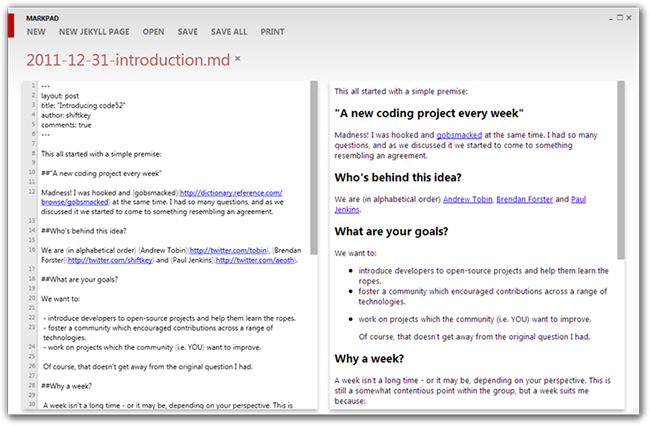 MARKPAD
NEW NEW JEKYLL PAGE OPEN SAVE SAVE ALL PRINT
2011-12-31-introduction.md ×
1 ---
2 layout: post
3 title: "Introducing code52"
4 author: shiftkey
5 comments: true
6 ---
7
8 This all started with a simple premise:
9
10 ##"A new coding project every week"
11
12 Madness! I was hooked and [gobsmacked](http://dictionary.reference.com/
browse/gobsmacked) at the same time. I had so many questions, and as we
discussed it we started to come to something resembling an agreement.
13
14 ##Who's behind this idea?
15
16 We are (in alphabetical order) [Andrew Tobin](http://twitter.com/tobin), [Brendan
Forster](http://twitter.com/shiftkey) and [Paul Jenkins](http://twitter.com/aeoth).
17
18 ##What are your goals?
19
20 We want to:
21
22 - introduce developers to open-source projects and help them learn the ropes.
23 - foster a community which encouraged contributions across a range of
technologies.
24 - work on projects which the community (i.e. YOU) want to improve.
25
26 Of course, that doesn't get away from the original question I had.
27
28 ##Why a week?
29
30 A week isn't a long time - or it may be, depending on your perspective. This is
This all started with a simple premise:
"A new coding project every week"
Madness! I was hooked and gobsmacked at the same time. I had so many
questions, and as we discussed it we started to come to something
resembling an agreement.
Who's behind this idea?
We are (in alphabetical order) Andrew Tobin, Brendan Forster and Paul
Jenkins.
What are your goals?
We want to:
• introduce developers to open-source projects and help them learn the
ropes.
• foster a community which encouraged contributions across a range of
technologies.
• work on projects which the community (i.e. YOU) want to improve.
Of course, that doesn't get away from the original question I had.
Why a week?
A week isn't a long time - or it may be, depending on your perspective. This is
still a somewhat contentious point within the group, but a week suits me
because: